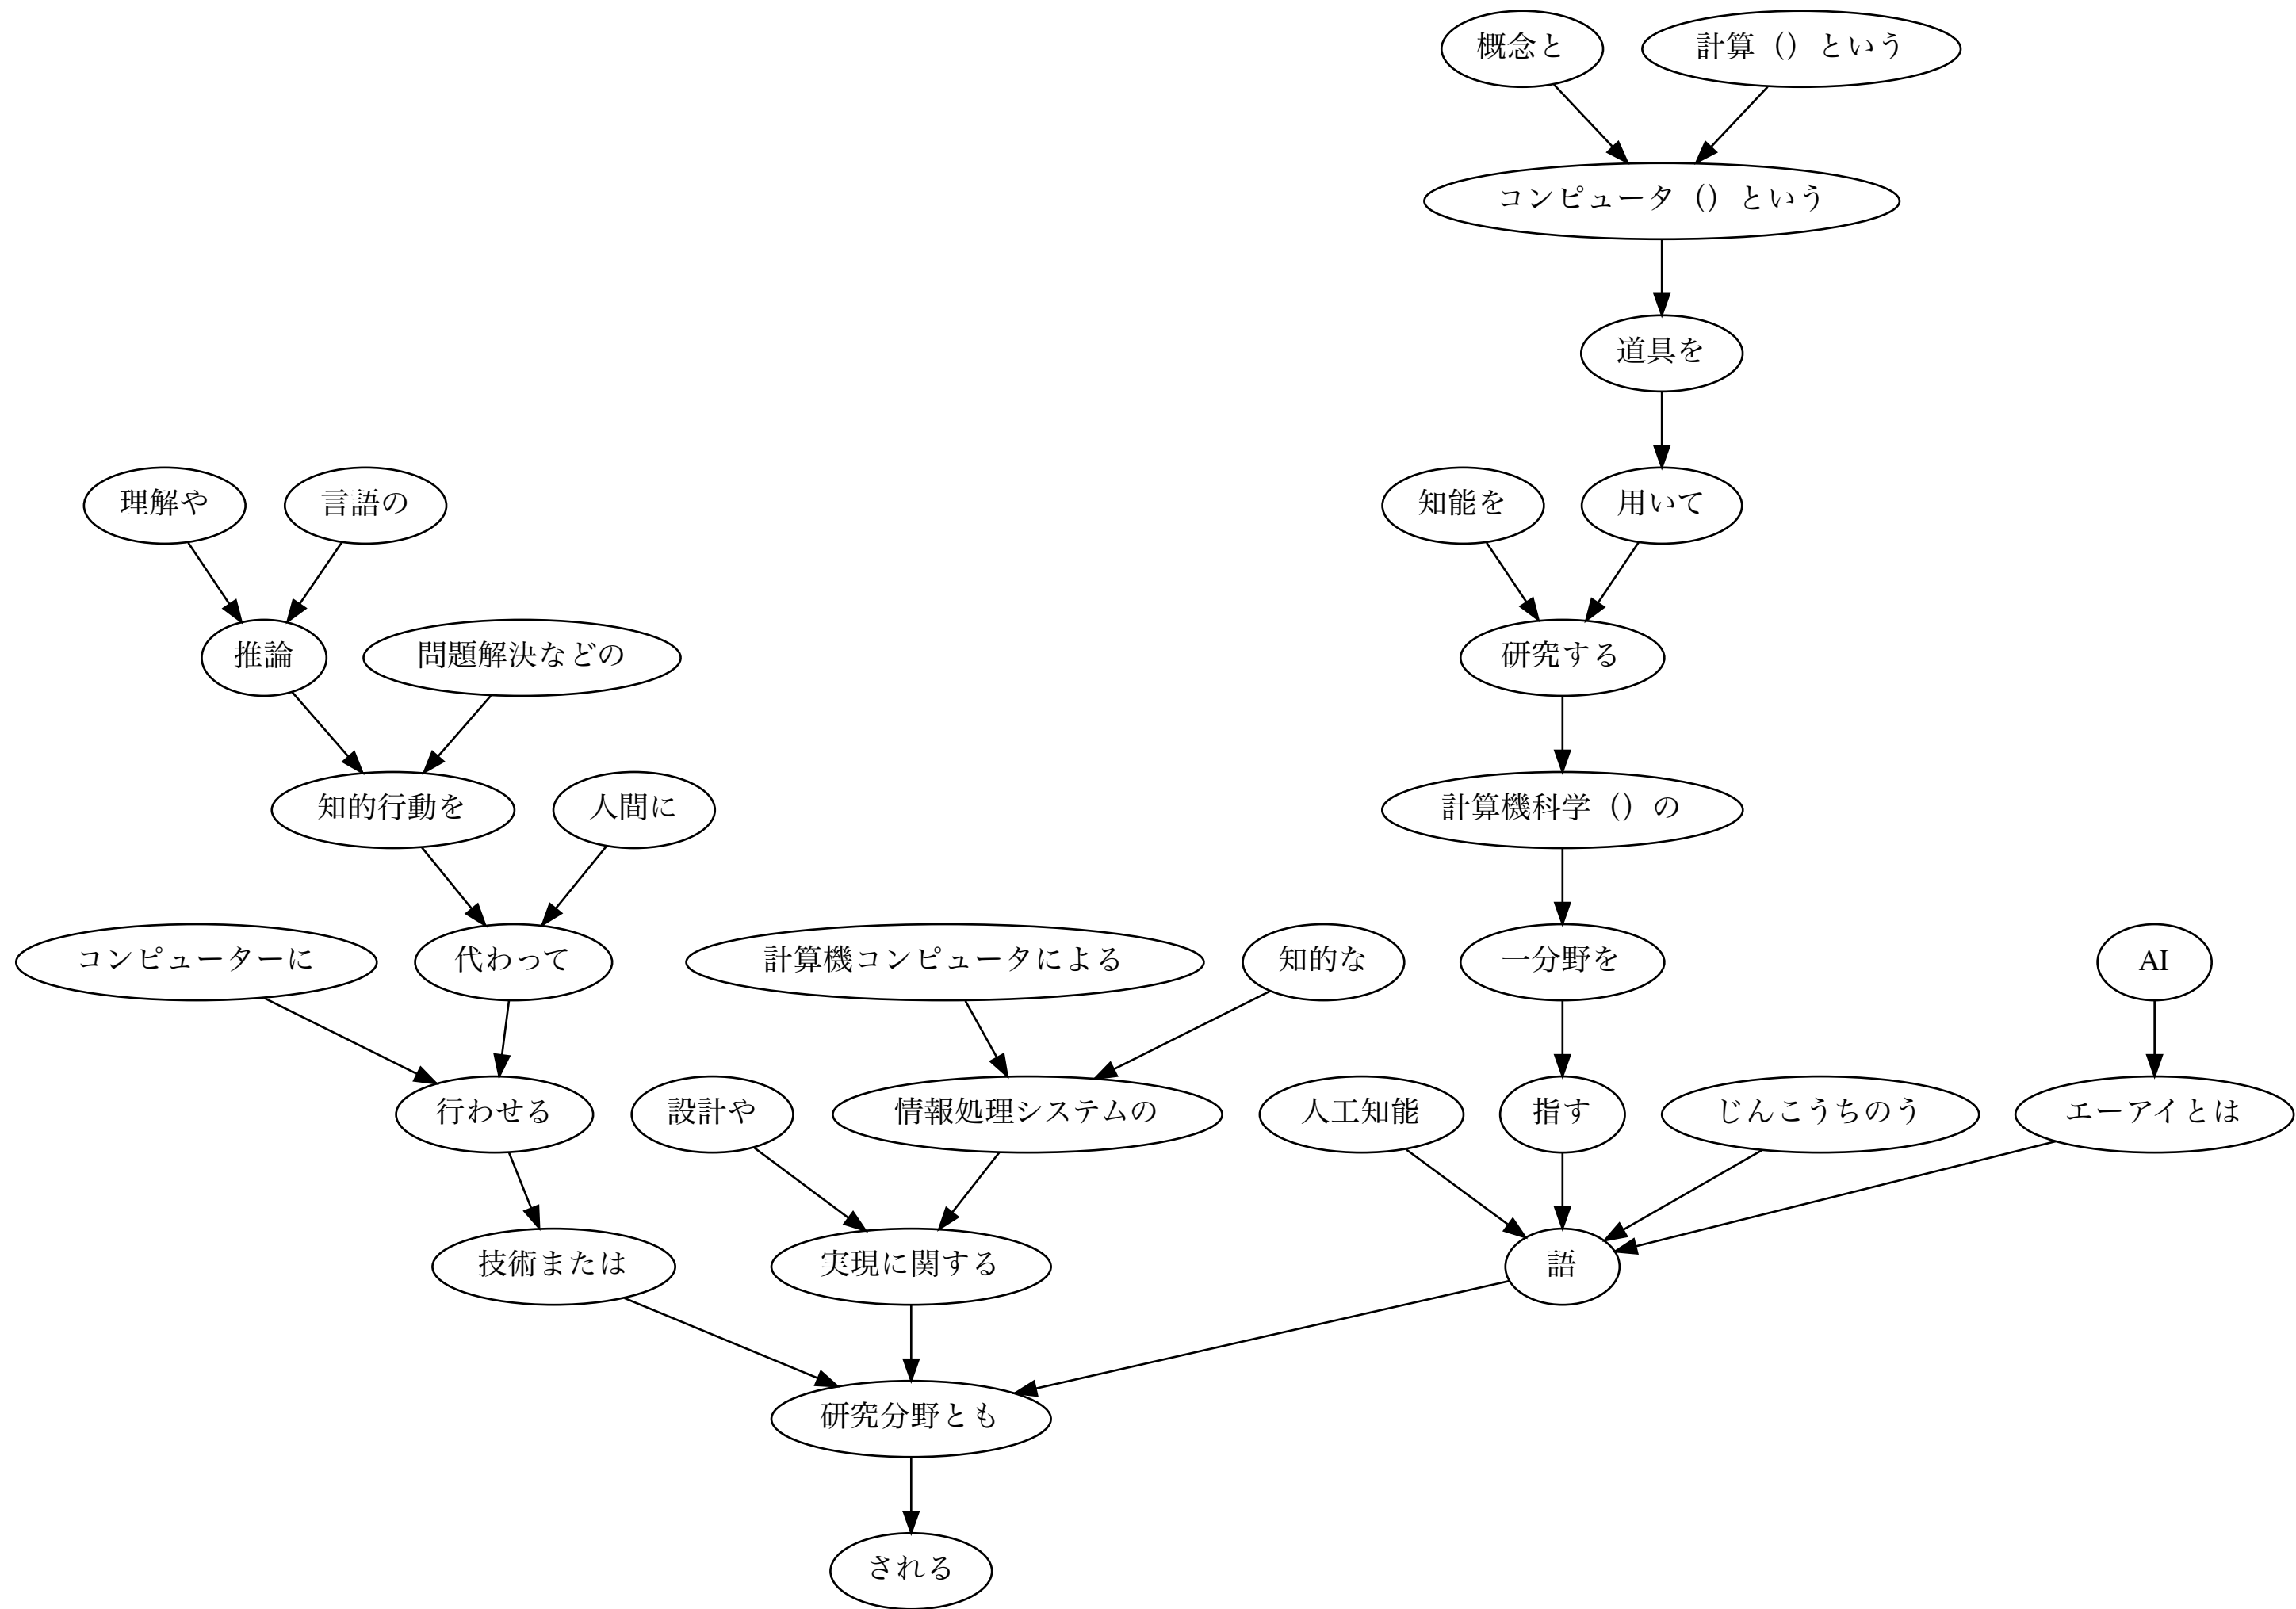 概念と
計算（）という
コンピュータ（）という
道具を
理解や
言語の
知能を
用いて
推論
問題解決などの
研究する
知的行動を
人間に
計算機科学（）の
コンピューターに
代わって
計算機コンピュータによる
知的な
一分野を
AI
行わせる
設計や
情報処理システムの
人工知能
指す
じんこうちのう
エーアイとは
技術または
実現に関する
語
研究分野とも
される